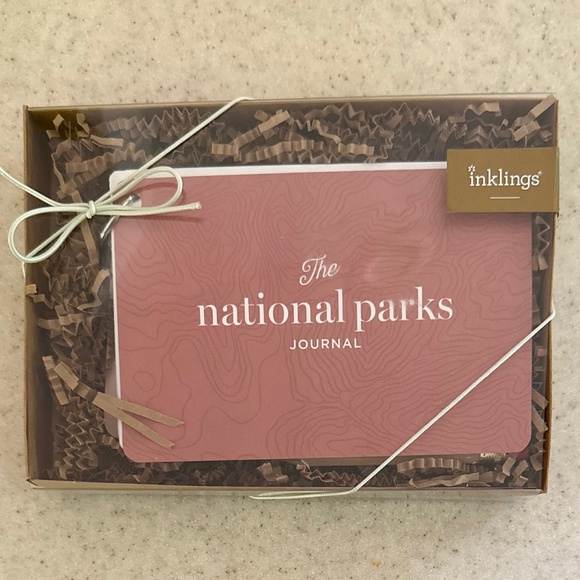 inklings®
The
national parks
JOURNAL